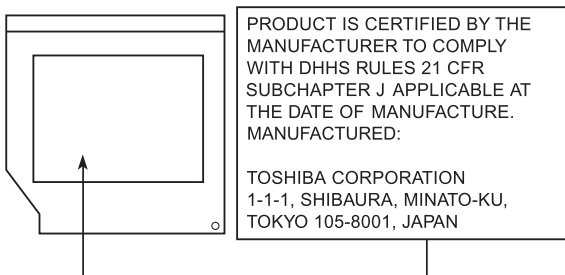 PRODUCT IS CERTIFIED BY THE
MANUFACTURER TO COMPLY
WITH DHHS RULES 21 CFR
SUBCHAPTER J APPLICABLE AT
THE DATE OF MANUFACTURE.
MANUFACTURED:
TOSHIBA CORPORATION
1-1-1, SHIBAURA, MINATO-KU,
TOKYO 105-8001, JAPAN